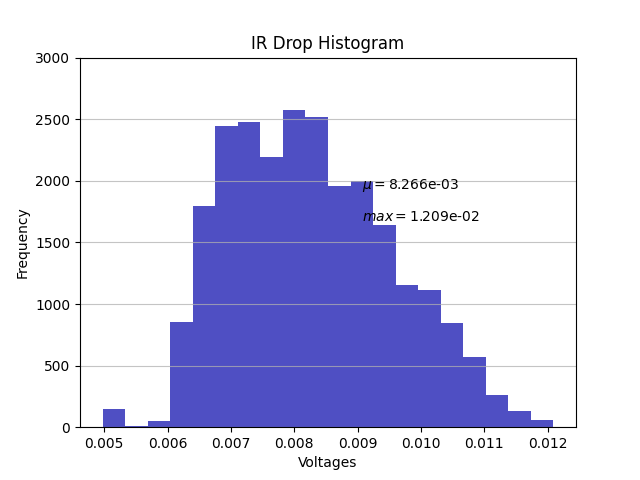 IR Drop Histogram
3000
2500
2000
1500
1000
500
0
Frequency
μ = 8.266e-03
max = 1.209e-02
0.005 0.006 0.007 0.008 0.009 0.010 0.011 0.012
Voltages